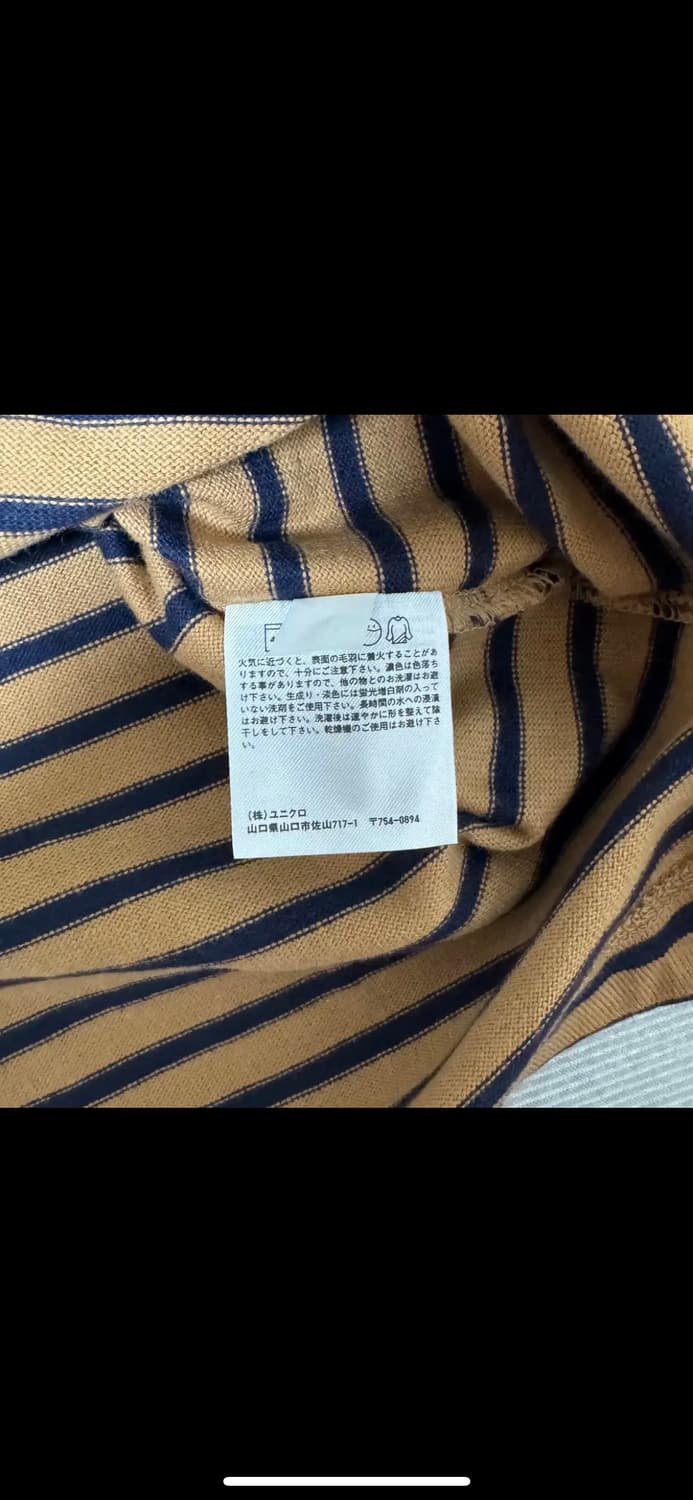 火気に近づくと、表面の毛羽に着火することがあ
りますので、十分にご注意下さい。濃色は色落ち
する事がありますので、他の物とのお洗濯はお避
け下さい。生成り・淡色には蛍光増白剤の入って
いない洗剤をご使用下さい。長時間の水への浸漬
はお避け下さい。洗濯後は速やかに形を整えて陰
干しをして下さい。乾燥機のご使用はお避け下さ
い。
(株)ユニクロ
山口県山口市佐山717-1 〒754-0894